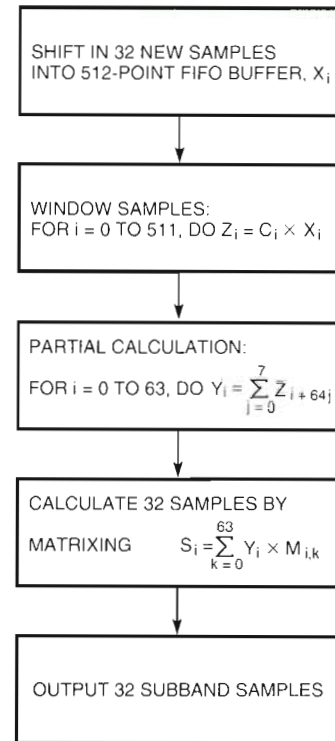 SHIFT IN 32 NEW SAMPLES
INTO 512-POINT FIFO BUFFER, Xi
WINDOW SAMPLES:
FOR i = 0 TO 511, DO Zi = Ci × Xi
PARTIAL CALCULATION:
FOR i = 0 TO 63, DO Yi = 7∑j = 0 Zi + 64j
CALCULATE 32 SAMPLES BY
MATRIXING Si = 63∑k = 0 Yi × Mi,k
OUTPUT 32 SUBBAND SAMPLES